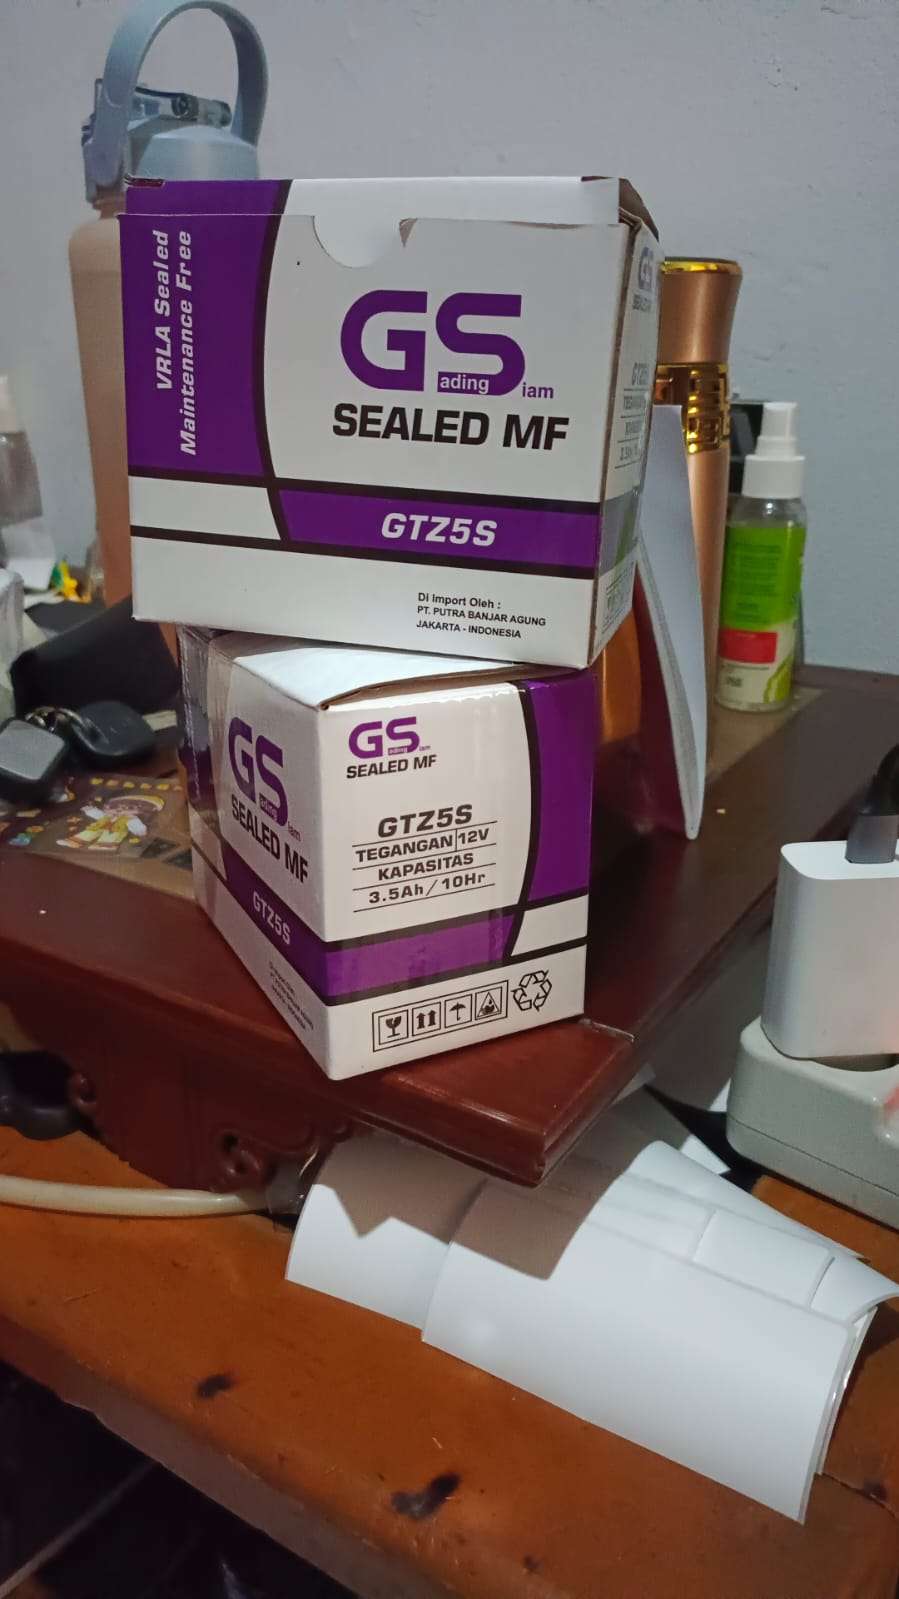 VRLA Sealed
Maintenance Free
GS
ading
iam
SEALED MF
GTZ5S
Di Import Oleh :
PT. PUTRA BANJAR AGUNG
JAKARTA - INDONESIA
GS
ading
iam
SEALED MF
GTZ5S
GS
ading
iam
SEALED MF
GTZ5S
TEGANGAN 12V
KAPASITAS
3.5Ah / 10Hr